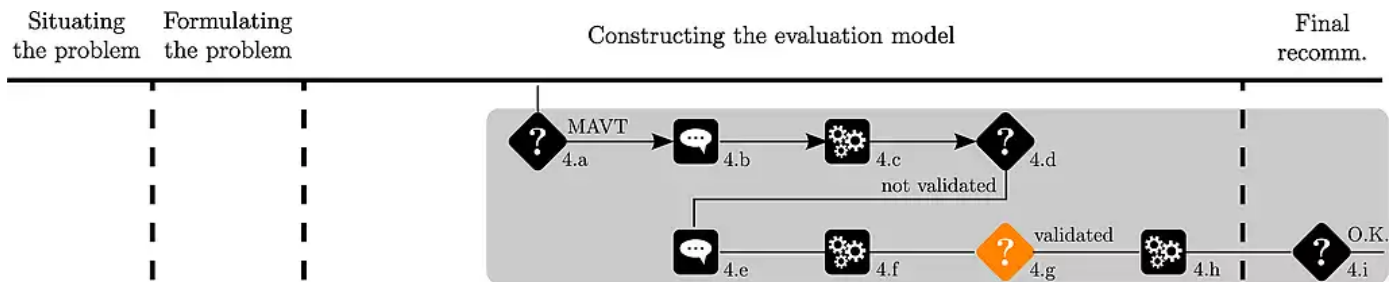 Situating
the problem
Formulating
the problem
Constructing the evaluation model
Final
recomm.
? MAVT
4.a
4.b
4.c
?
4.d
not validated
4.e
4.f
? validated
4.g
4.h
? O.K.
4.i